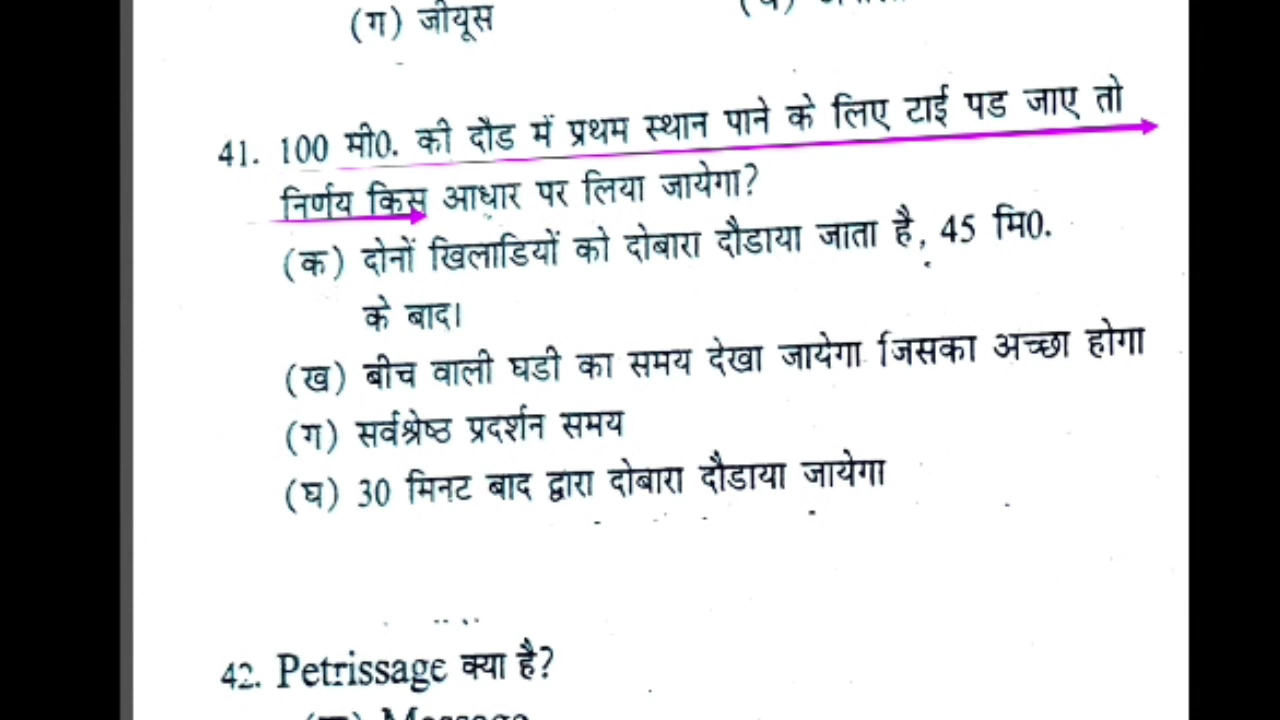 (ग) जीयूस
41. 100 मी0. की दौड में प्रथम स्थान पाने के लिए टाई पड जाए तो
निर्णय किस आधार पर लिया जायेगा?
(क) दोनों खिलाडियों को दोबारा दौडाया जाता है, 45 मि0.
के बाद।
(ख) बीच वाली घडी का समय देखा जायेगा जिसका अच्छा होगा
(ग) सर्वश्रेष्ठ प्रदर्शन समय
(घ) 30 मिनट बाद द्वारा दोबारा दौडाया जायेगा
42. Petrissage क्या है?